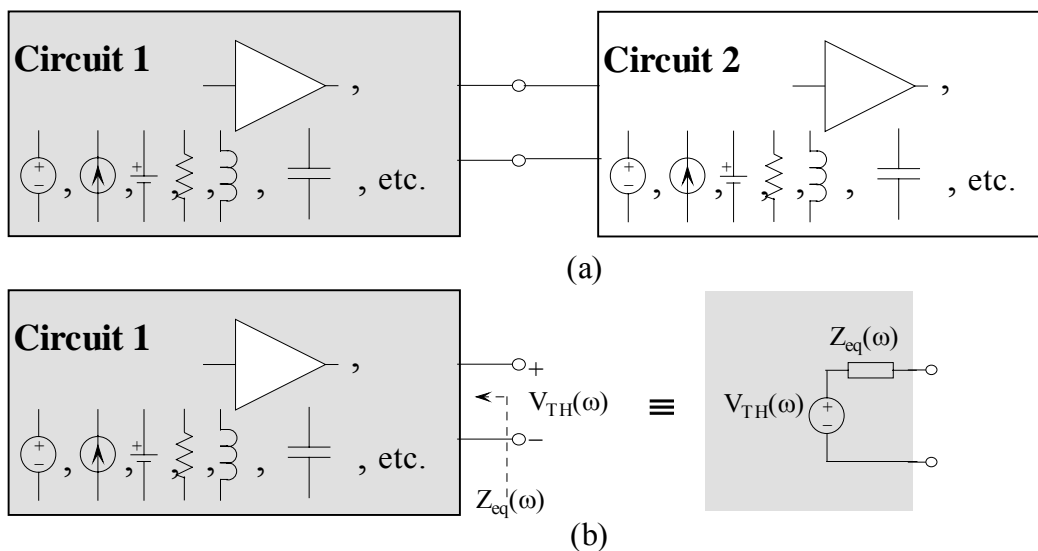 Circuit 1
,
, , , , , , etc.
Circuit 2
,
, , , , , , etc.
(a)
Circuit 1
,
, , , , , , etc.
+
V_TH(ω)
−
Z_eq(ω)
≡
Z_eq(ω)
V_TH(ω)
(b)